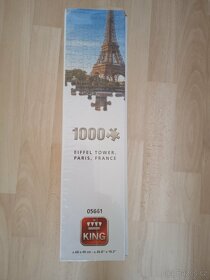 1000
EIFFEL TOWER,
PARIS, FRANCE
05661
KING